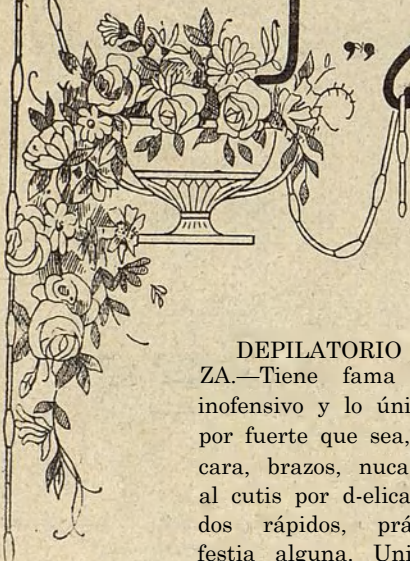 DEPILATORIO
ZA.—Tiene fama
inofensivo y lo úni
por fuerte que sea,
cara, brazos, nuca
al cutis por d-elica
dos rápidos, prá
festia alguna. Uni